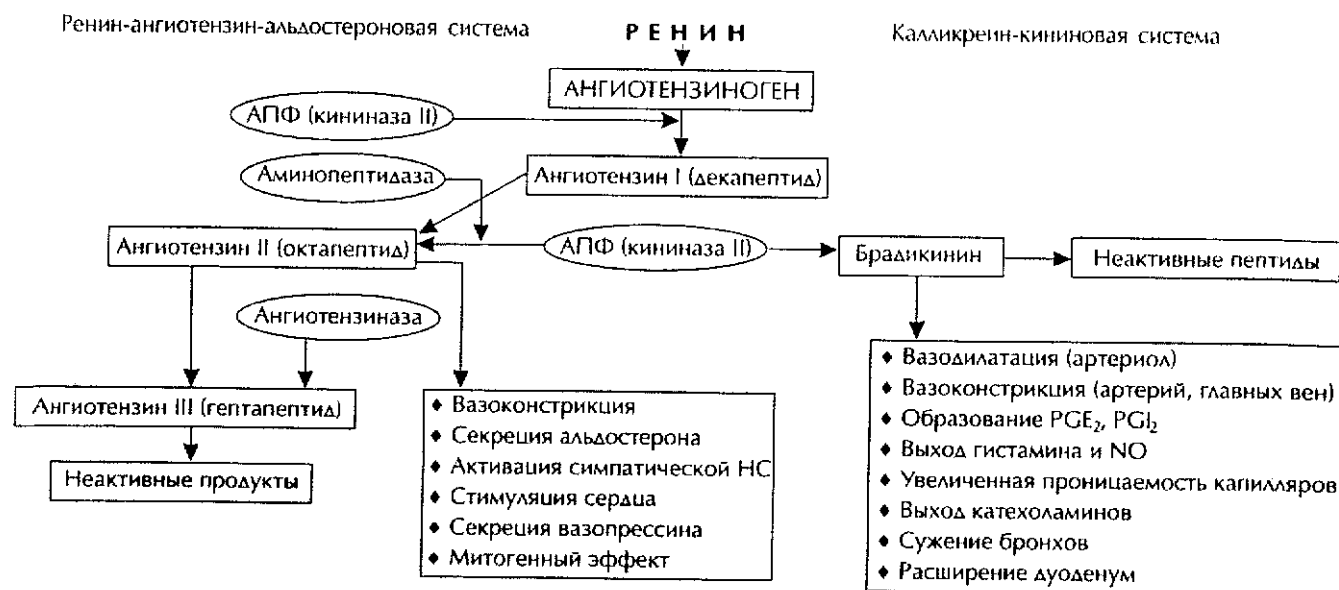 Ренин-ангиотензин-альдостероновая система
РЕНИН
Калликреин-кининовая система
АНГИОТЕНЗИНОГЕН
АПФ (кининаза II)
Аминопептидаза
Ангиотензин I (декапептид)
Ангиотензин II (октапептид)
АПФ (кининаза II)
Брадикинин
Неактивные пептиды
Ангиотензиназа
Ангиотензин III (гептапептид)
Неактивные продукты
♦ Вазоконстрикция
♦ Секреция альдостерона
♦ Активация симпатической НС
♦ Стимуляция сердца
♦ Секреция вазопрессина
♦ Митогенный эффект
♦ Вазодилатация (артериол)
♦ Вазоконстрикция (артерий, главных вен)
♦ Образование PGE₂, PGI₂
♦ Выход гистамина и NO
♦ Увеличенная проницаемость капилляров
♦ Выход катехоламинов
♦ Сужение бронхов
♦ Расширение дуоденум